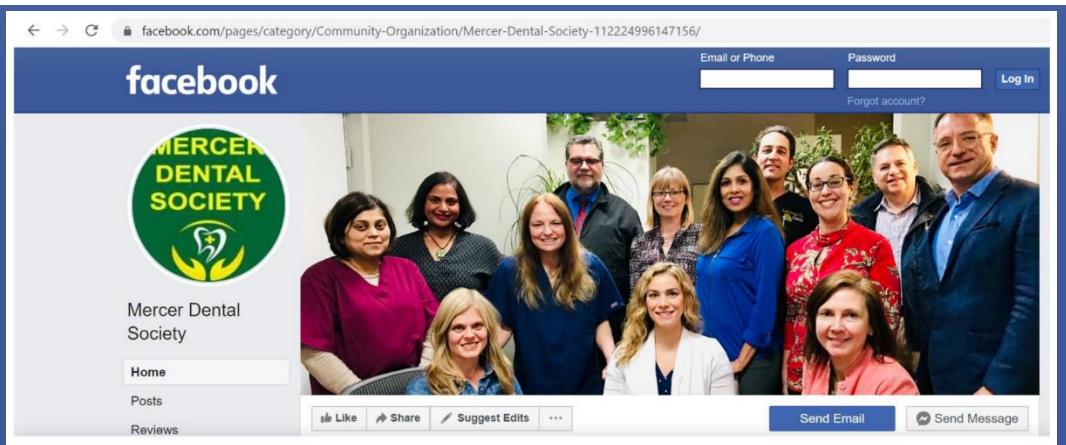 facebook.com/pages/category/Community-Organization/Mercer-Dental-Society-112224996147156/
facebook
Email or Phone
Password
Log In
Forgot account?
MERCER
DENTAL
SOCIETY
Mercer Dental
Society
Home
Posts
Reviews
Like
Share
Suggest Edits
Send Email
Send Message